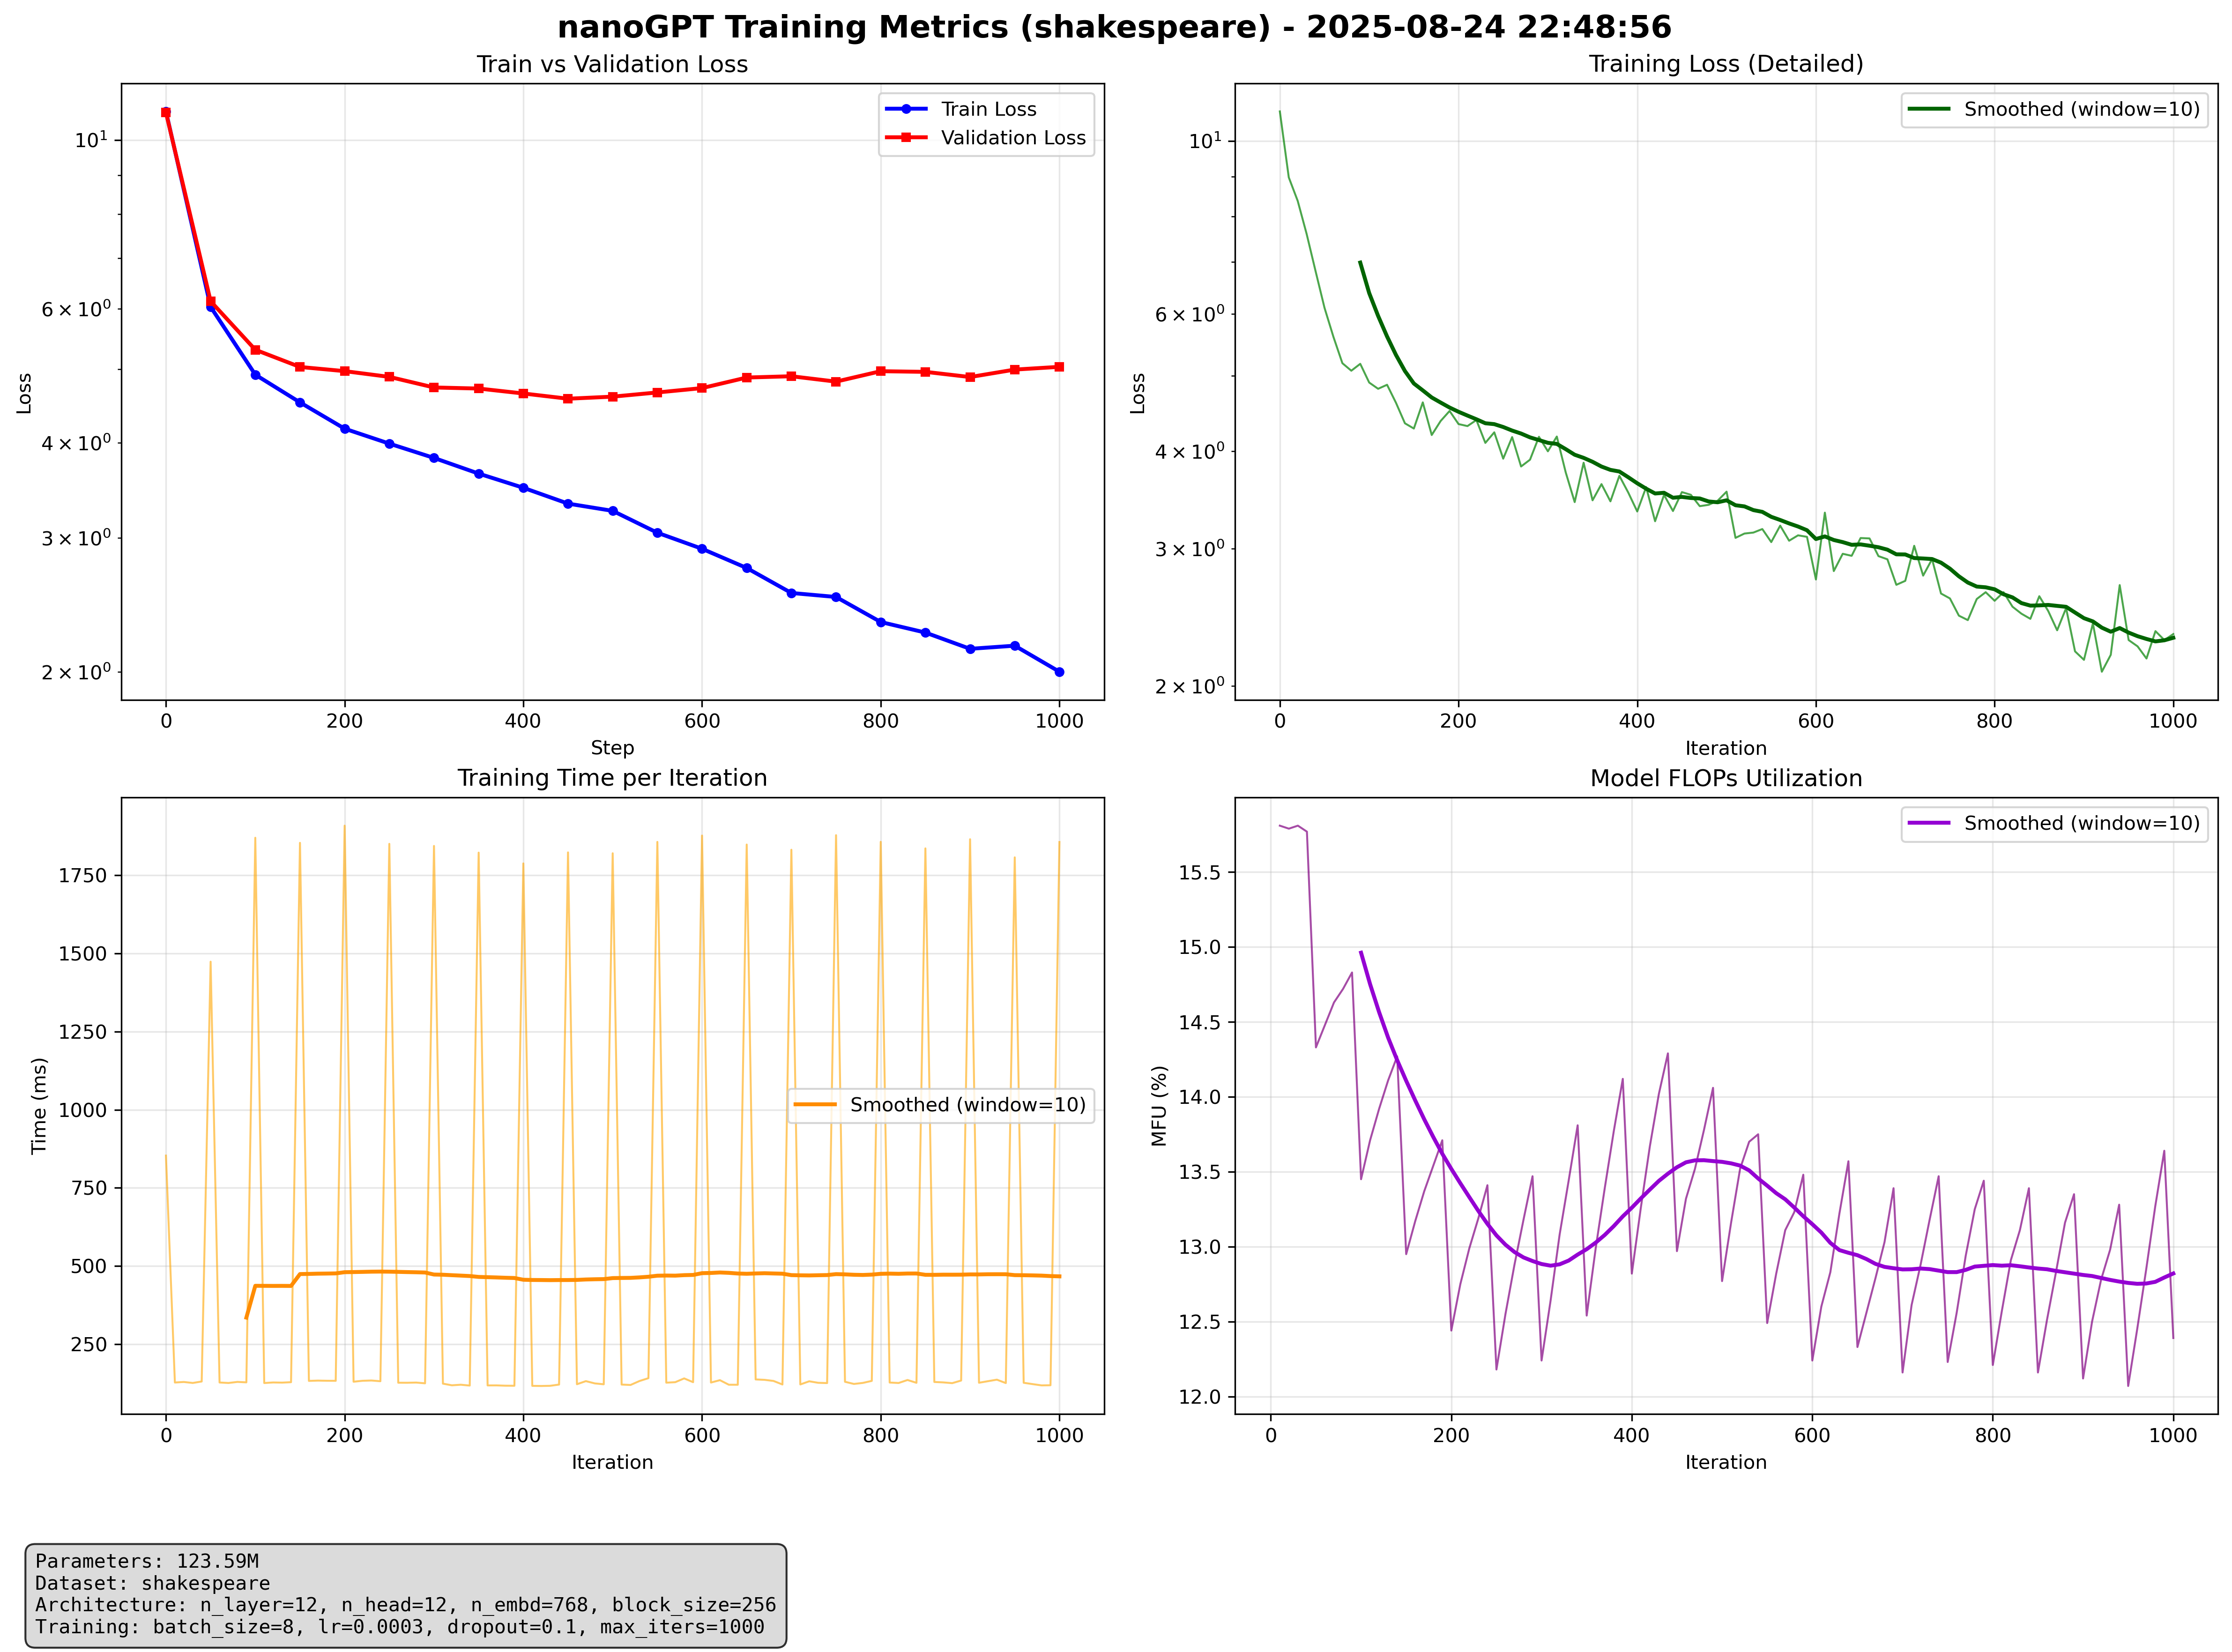 nanoGPT Training Metrics (shakespeare) - 2025-08-24 22:48:56
Train vs Validation Loss
Train Loss
Validation Loss
10¹
6 × 10⁰
4 × 10⁰
3 × 10⁰
2 × 10⁰
Loss
0 200 400 600 800 1000
Step
Training Loss (Detailed)
Smoothed (window=10)
10¹
6 × 10⁰
4 × 10⁰
3 × 10⁰
2 × 10⁰
Loss
0 200 400 600 800 1000
Iteration
Training Time per Iteration
Smoothed (window=10)
1750
1500
1250
1000
750
500
250
Time (ms)
0 200 400 600 800 1000
Iteration
Model FLOPs Utilization
Smoothed (window=10)
15.5
15.0
14.5
14.0
13.5
13.0
12.5
12.0
MFU (%)
0 200 400 600 800 1000
Iteration
Parameters: 123.59M
Dataset: shakespeare
Architecture: n_layer=12, n_head=12, n_embd=768, block_size=256
Training: batch_size=8, lr=0.0003, dropout=0.1, max_iters=1000